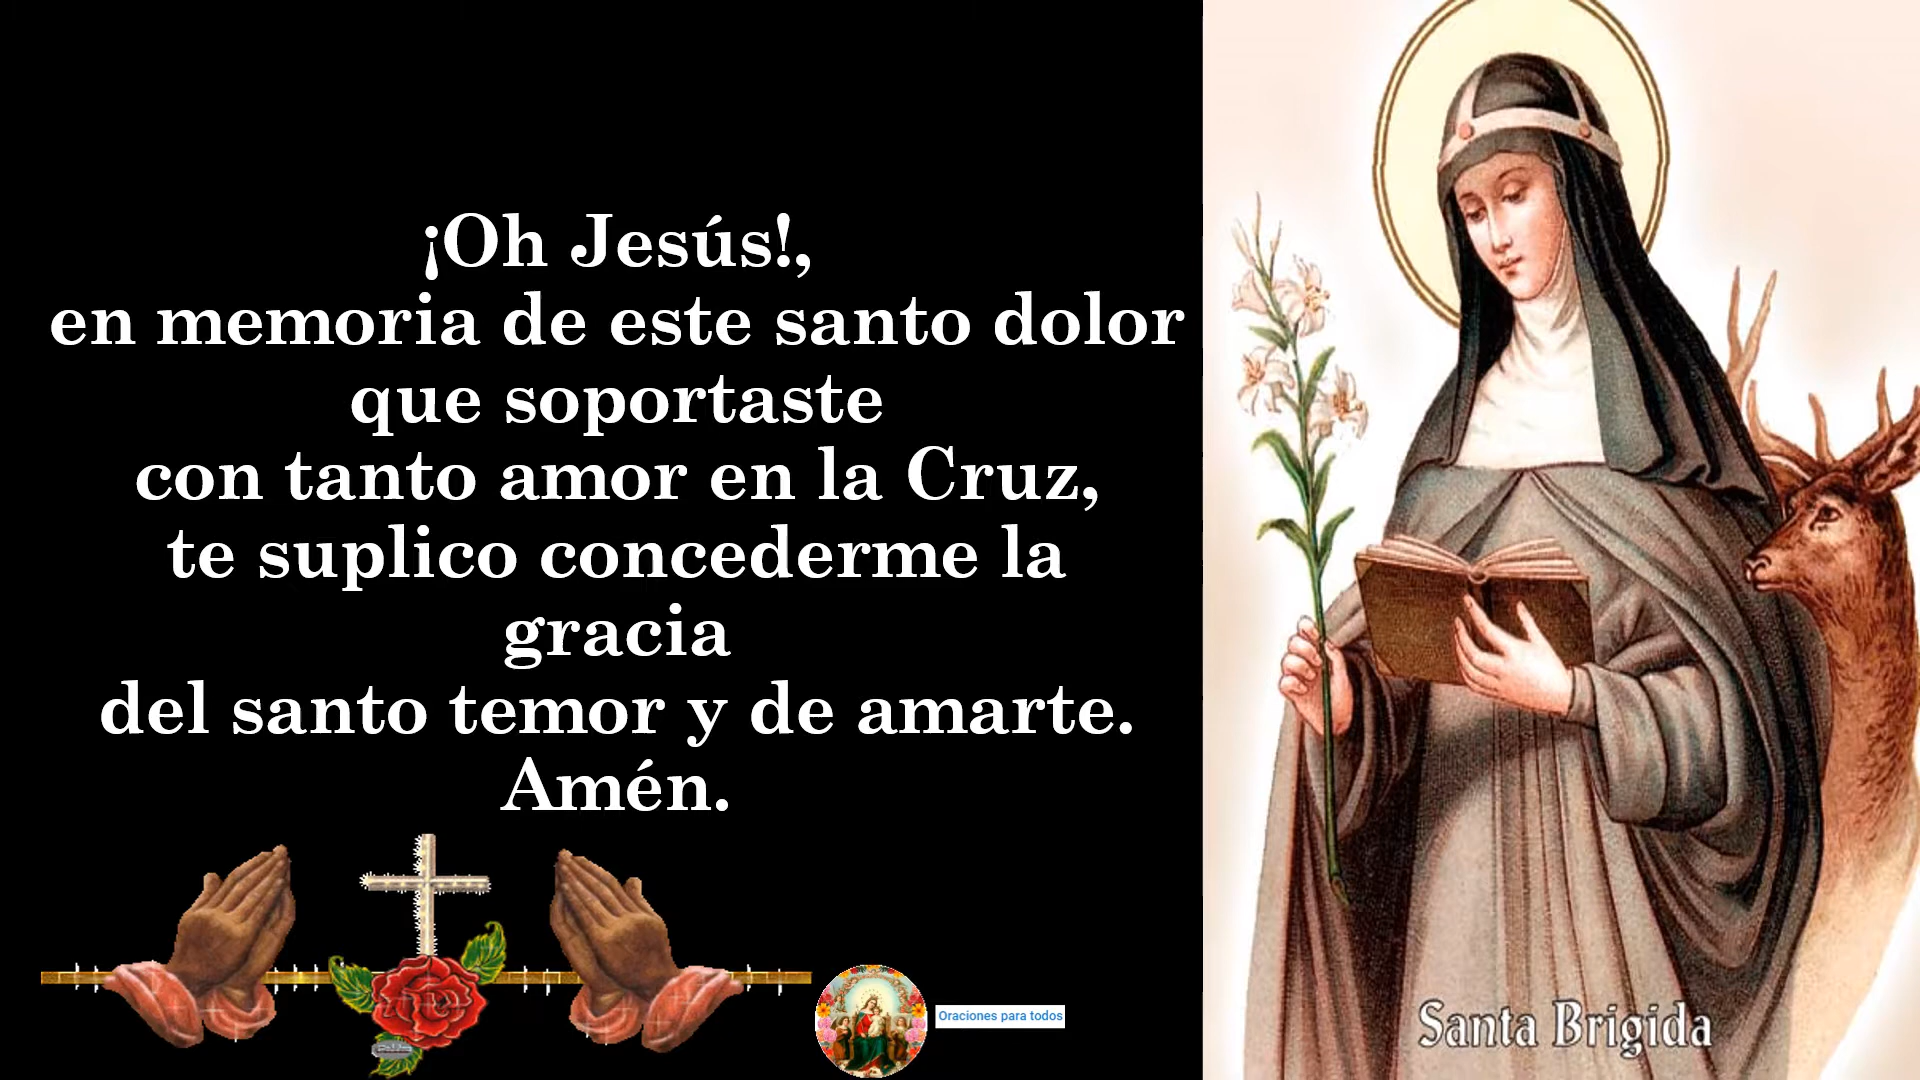 ¡Oh Jesús!,
en memoria de este santo dolor
que soportaste
con tanto amor en la Cruz,
te suplico concederme la
gracia
del santo temor y de amarte.
Amén.
Oraciones para todos
Santa Brigida